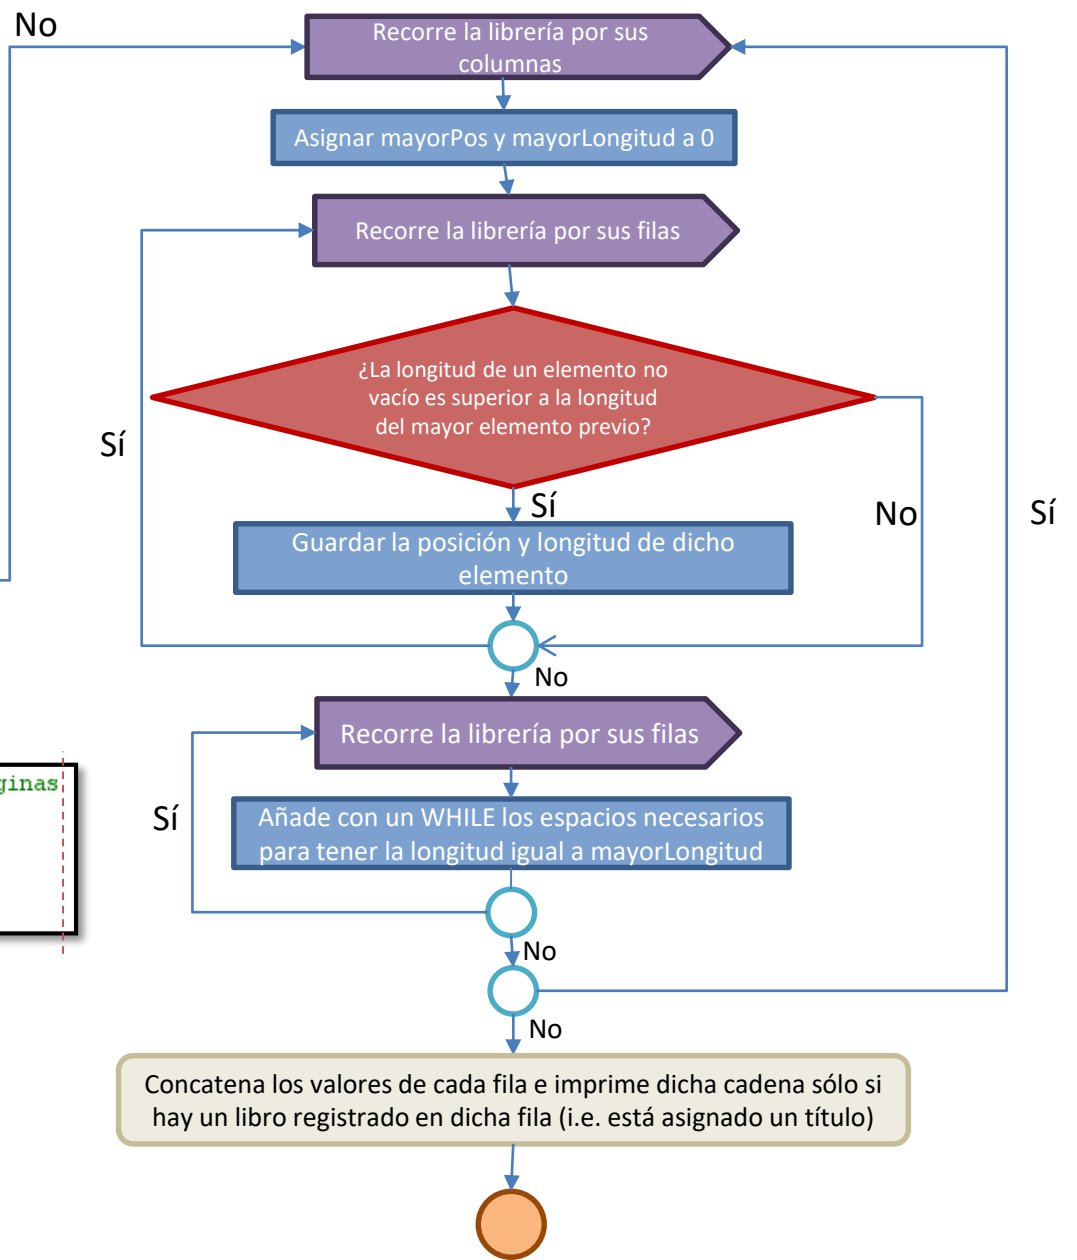 No
Recorre la librería por sus
columnas
Asignar mayorPos y mayorLongitud a 0
Recorre la librería por sus filas
¿La longitud de un elemento no
vacío es superior a la longitud
del mayor elemento previo?
Sí
Sí
No
Sí
Guardar la posición y longitud de dicho
elemento
No
Recorre la librería por sus filas
ginas
Sí
Añade con un WHILE los espacios necesarios
para tener la longitud igual a mayorLongitud
No
No
Concatena los valores de cada fila e imprime dicha cadena sólo si
hay un libro registrado en dicha fila (i.e. está asignado un título)